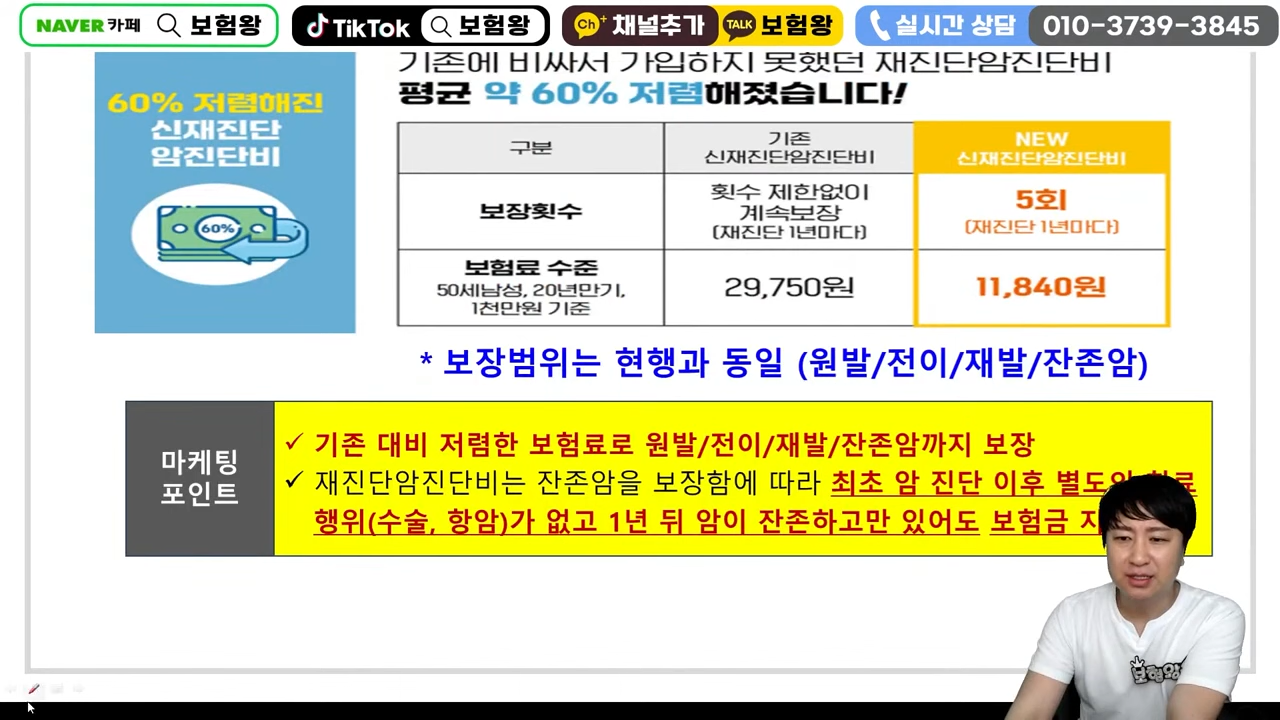 NAVER 카페 보험왕
TikTok 보험왕
Ch+ 채널추가 TALK 보험왕
실시간 상담 010-3739-3845
60% 저렴해진
신재진단
암진단비
60%
기존에 비싸서 가입하지 못했던 재진단암진단비
평균 약 60% 저렴해졌습니다!
구분
기존
신재진단암진단비
NEW
신재진단암진단비
보장횟수
횟수 제한없이
계속보장
(재진단 1년마다)
5회
(재진단 1년마다)
보험료 수준
50세남성, 20년만기,
1천만원 기준
29,750원
11,840원
* 보장범위는 현행과 동일 (원발/전이/재발/잔존암)
마케팅
포인트
✓ 기존 대비 저렴한 보험료로 원발/전이/재발/잔존암까지 보장
✓ 재진단암진단비는 잔존암을 보장함에 따라 최초 암 진단 이후
행위(수술, 항암)가 없고 1년 뒤 암이 잔존하고만 있어도 보험금
보험왕